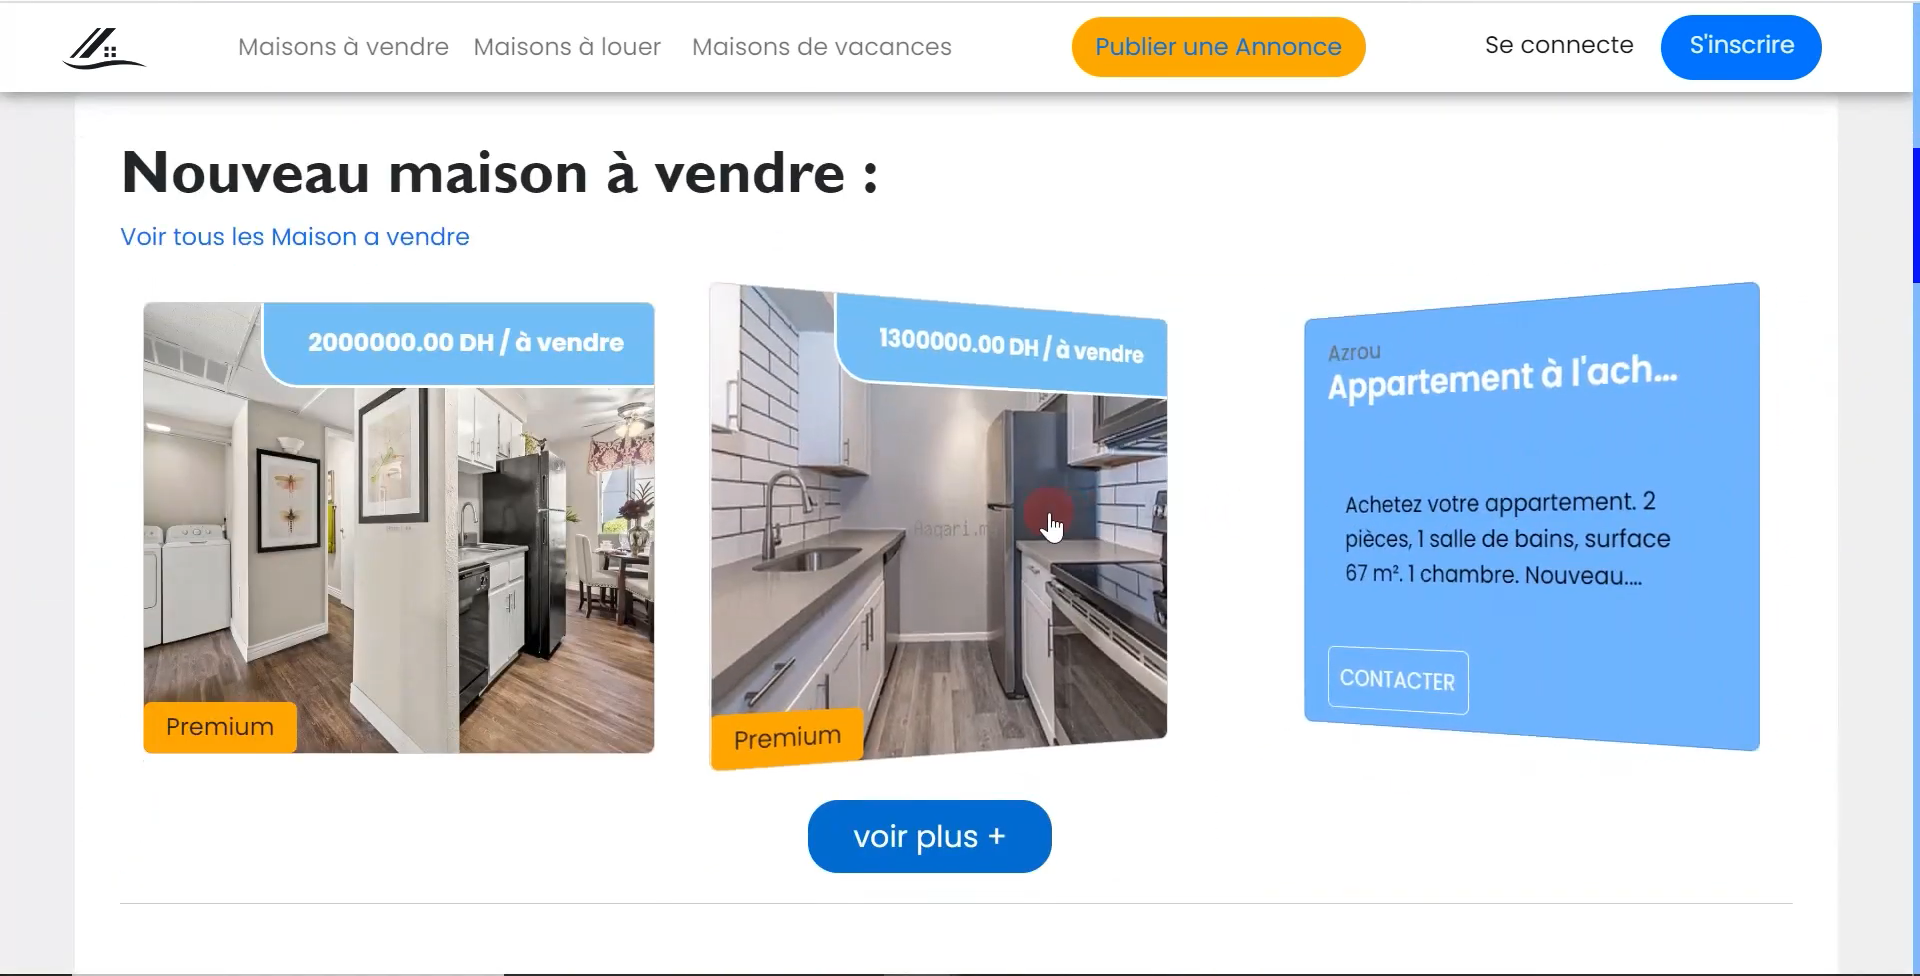 Maisons à vendre Maisons à louer Maisons de vacances Publier une Annonce Se connecte S'inscrire
Nouveau maison à vendre :
Voir tous les Maison a vendre
2000000.00 DH / à vendre
Premium
1300000.00 DH / à vendre
Premium
Azrou
Appartement à l'ach...
Achetez votre appartement. 2
pièces, 1 salle de bains, surface
67 m². 1 chambre. Nouveau....
CONTACTER
voir plus +